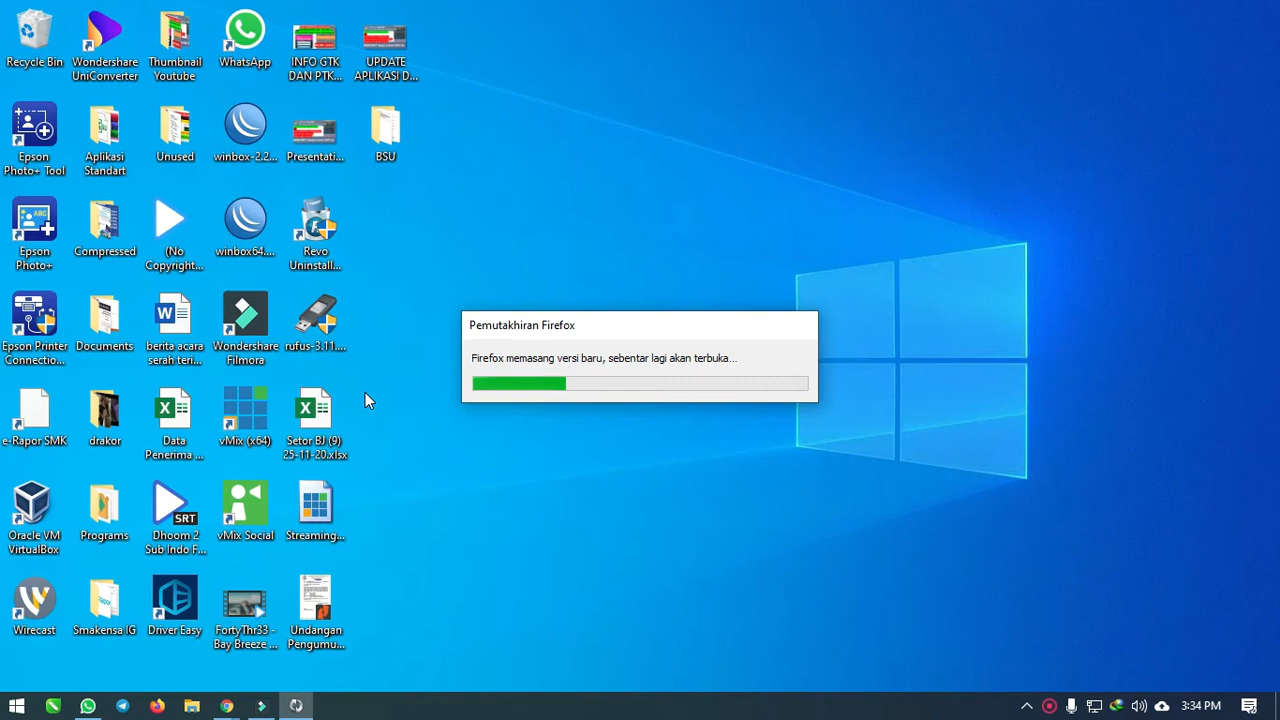 Recycle Bin
Wondershare
UniConverter
Thumbnail
Youtube
WhatsApp
INFO GTK
DAN PTK...
UPDATE
APLIKASI D...
Epson
Photo+ Tool
Aplikasi
Standart
Unused
winbox-2.2...
Presentati...
BSU
ABC
Epson
Photo+
Compressed
(No
Copyright...
winbox64....
Revo
Uninstall...
Epson Printer
Connectio...
Documents
berita acara
serah teri...
Wondershare
Filmora
rufus-3.11....
e-Rapor SMK
drakor
Data
Penerima ...
vMix (x64)
Setor BJ (9)
25-11-20.xlsx
Oracle VM
VirtualBox
Programs
SRT
Dhoom 2
Sub Indo F...
vMix Social
Streaming...
Wirecast
Smakensa IG
Driver Easy
FortyThr33 -
Bay Breeze ...
Undangan
Pengumu...
Pemutakhiran Firefox
Firefox memasang versi baru, sebentar lagi akan terbuka...
3:34 PM